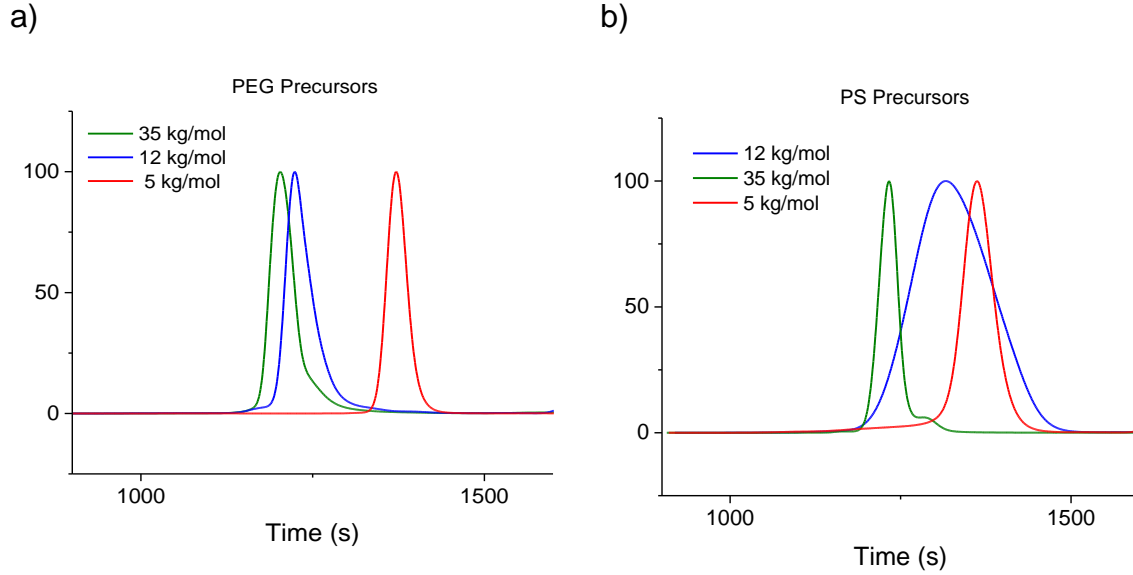 a)
PEG Precursors
35 kg/mol
12 kg/mol
5 kg/mol
100
50
0
1000
1500
Time (s)
b)
PS Precursors
12 kg/mol
35 kg/mol
5 kg/mol
100
50
0
1000
1500
Time (s)